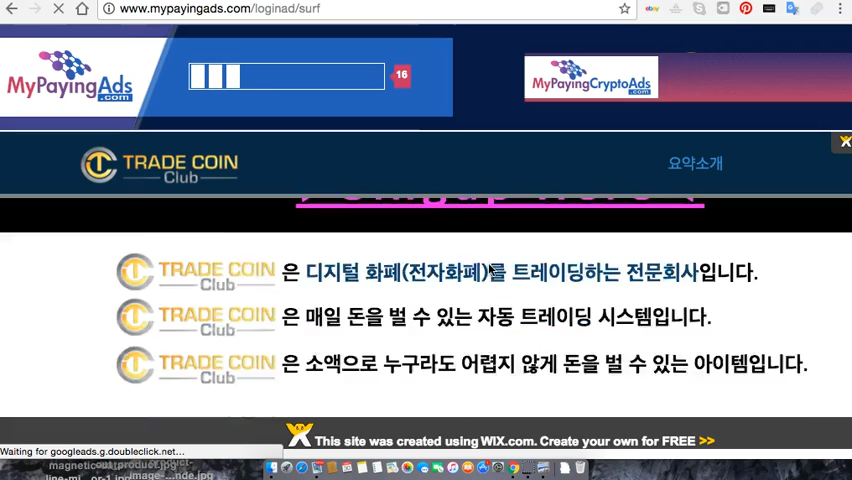 www.mypayingads.com/loginad/surf
ebay
MyPayingAds
.com
16
MyPayingCryptoAds
.com
TRADE COIN
Club
요약소개
TRADE COIN Club 은 디지털 화폐(전자화폐)를 트레이딩하는 전문회사입니다.
TRADE COIN Club 은 매일 돈을 벌 수 있는 자동 트레이딩 시스템입니다.
TRADE COIN Club 은 소액으로 누구라도 어렵지 않게 돈을 벌 수 있는 아이템입니다.
This site was created using WIX.com. Create your own for FREE >>
Waiting for googleads.g.doubleclick.net...